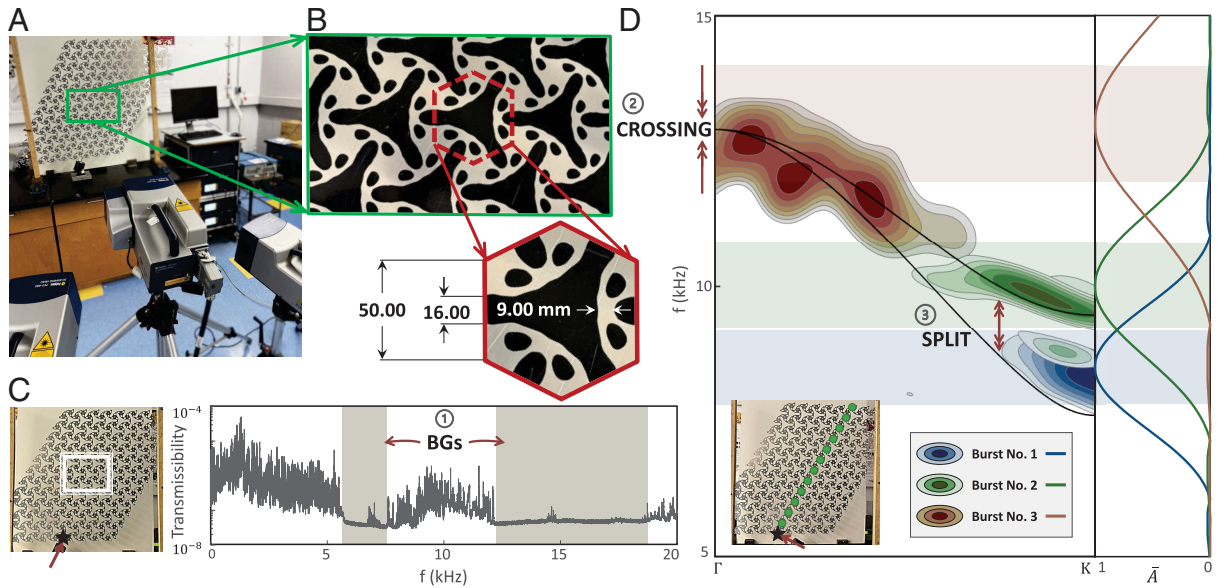 A
B
50.00
16.00
9.00 mm
C
Transmissibility
10⁻⁴
10⁻⁸
① BGs
0
5
10
15
20
f (kHz)
D
15
10
5
f (kHz)
② CROSSING
③ SPLIT
Burst No. 1
Burst No. 2
Burst No. 3
Γ
K
1
Ā
0